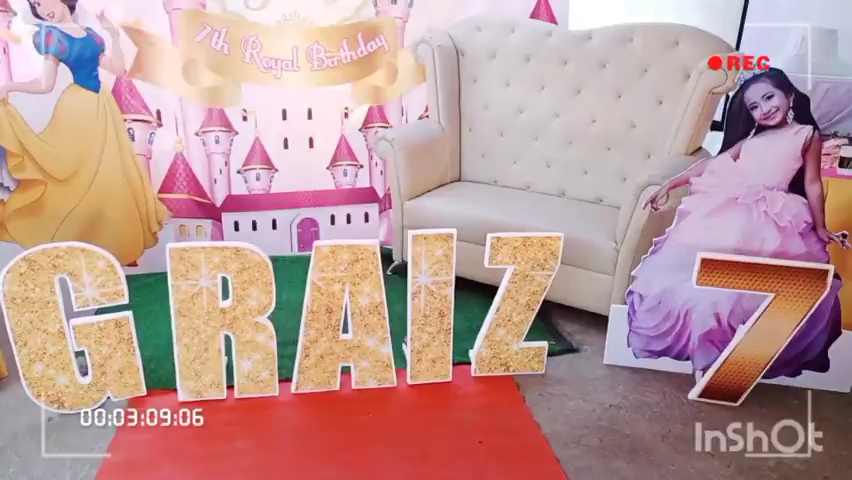 7th Royal Birthday
REC
GRAIZ
7
00:03:09:06
InShOt